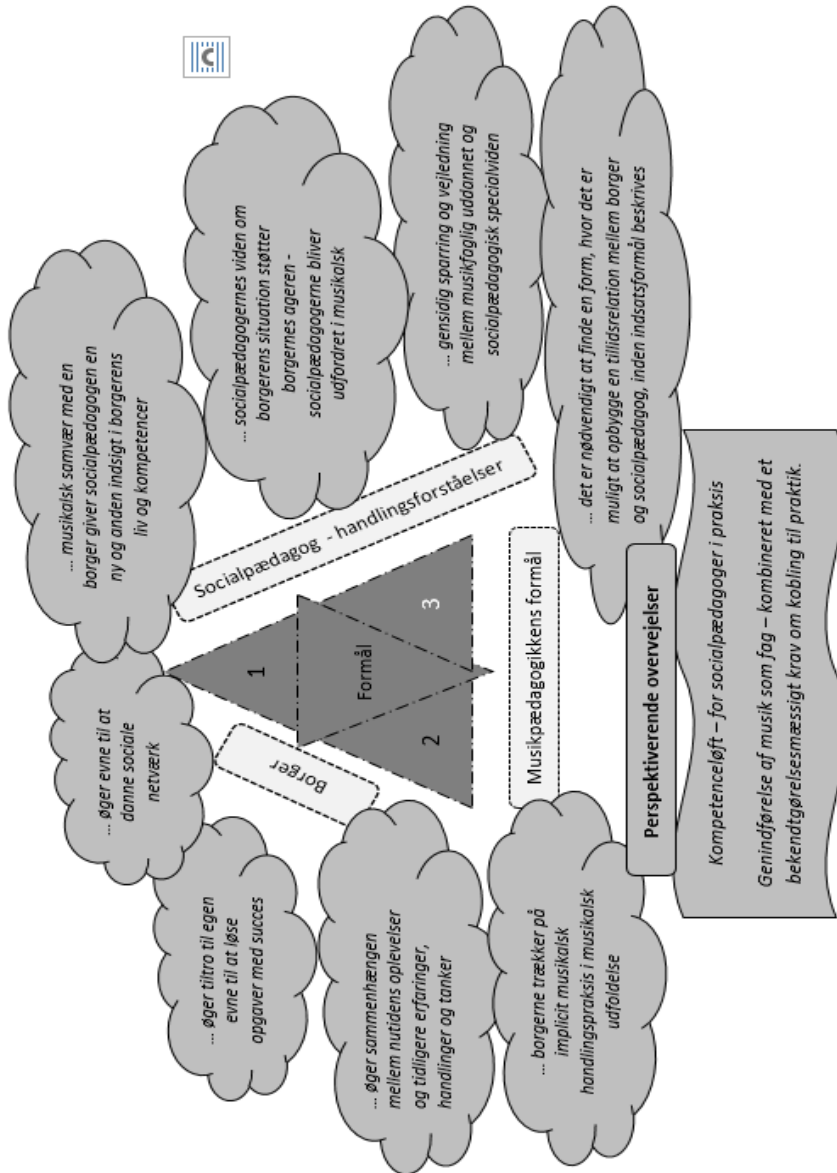 ... øger evne til at
danne sociale
netværk
... musikalsk samvær med en
borger giver socialpædagogen en
ny og anden indsigt i borgerens
liv og kompetencer
... øger tiltro til egen
evne til at løse
opgaver med succes
... socialpædagogernes viden om
borgerens situation støtter
borgernes ageren -
socialpædagogerne bliver
udfordret i musikalsk
... øger sammenhængen
mellem nutidens oplevelser
og tidligere erfaringer,
handlinger og tanker
... gensidig sparring og vejledning
mellem musikfaglig uddannet og
socialpædagogisk specialviden
... borgerne trækker på
implicit musikalsk
handlingspraksis i musikalsk
udfoldelse
... det er nødvendigt at finde en form, hvor det er
muligt at opbygge en tillidsrelation mellem borger
og socialpædagog, inden indsatsformål beskrives
Borger
Socialpædagog - handlingsforståelser
1
Formål
2
3
Musikpædagogikkens formål
Perspektiverende overvejelser
Kompetenceløft – for socialpædagoger i praksis
Genindførelse af musik som fag – kombineret med et
bekendtgørelsesmæssigt krav om kobling til praktik.